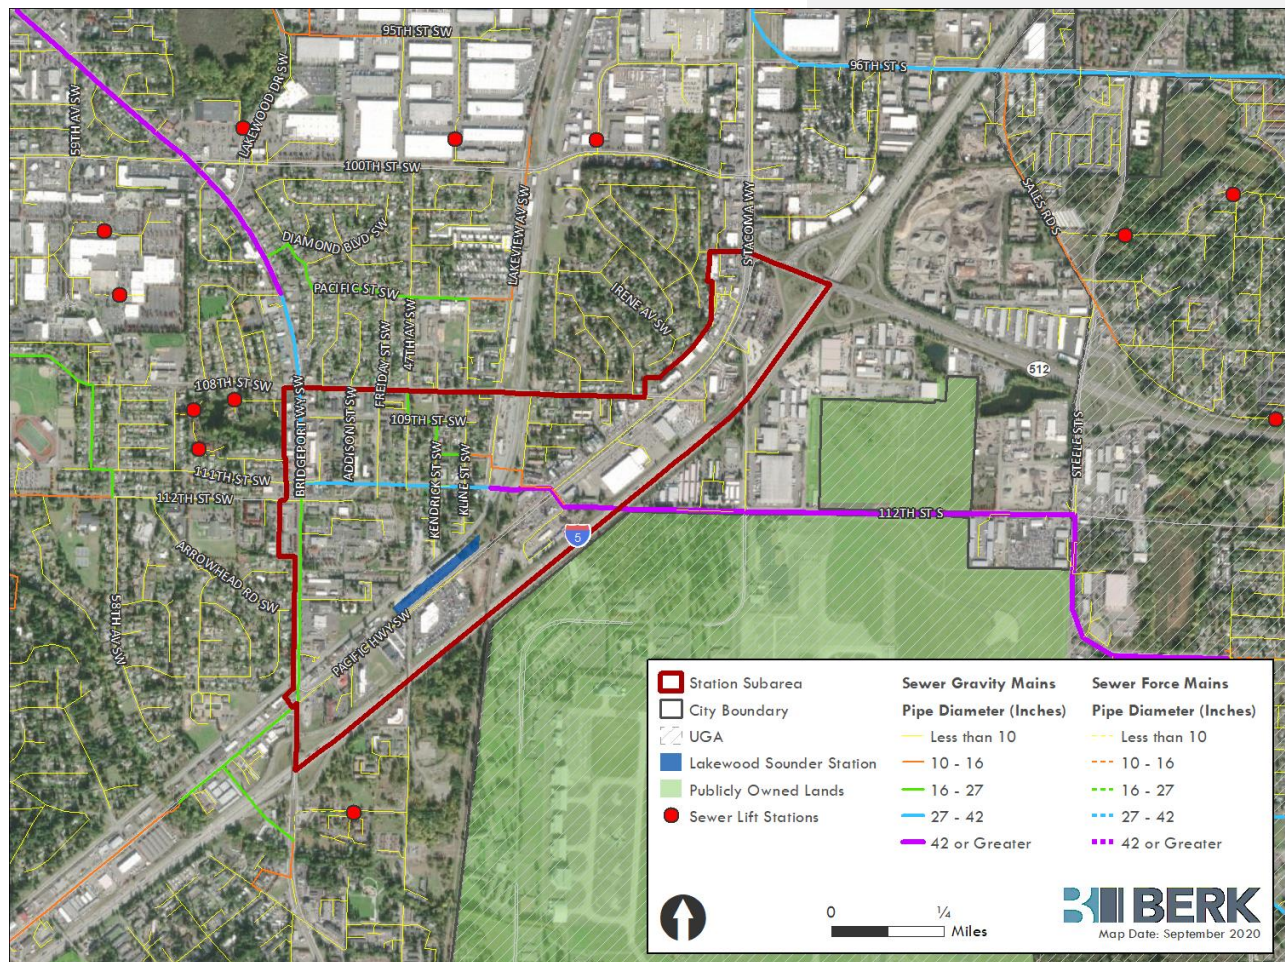 95TH ST SW
96TH ST S
59TH AV SW
LAKEWOOD DR SW
100TH ST SW
SALES RD S
S TACOMA WY
LAKEVIEW AV SW
DIAMOND BLVD SW
PACIFIC ST SW
IRENE AV SW
FREIDAY ST SW
47TH AV SW
512
108TH ST SW
BRIDGEPORT WY SW
ADDISON ST SW
109TH ST SW
STEELE ST S
111TH ST SW
112TH ST SW
KENDRICK ST SW
KLINE ST SW
112TH ST S
5
ARROWHEAD RD SW
58TH AV SW
PACIFIC HWY SW
Station Subarea
City Boundary
UGA
Lakewood Sounder Station
Publicly Owned Lands
Sewer Lift Stations
Sewer Gravity Mains
Pipe Diameter (Inches)
Less than 10
10 - 16
16 - 27
27 - 42
42 or Greater
Sewer Force Mains
Pipe Diameter (Inches)
Less than 10
10 - 16
16 - 27
27 - 42
42 or Greater
0 ¼
Miles
BERK
Map Date: September 2020